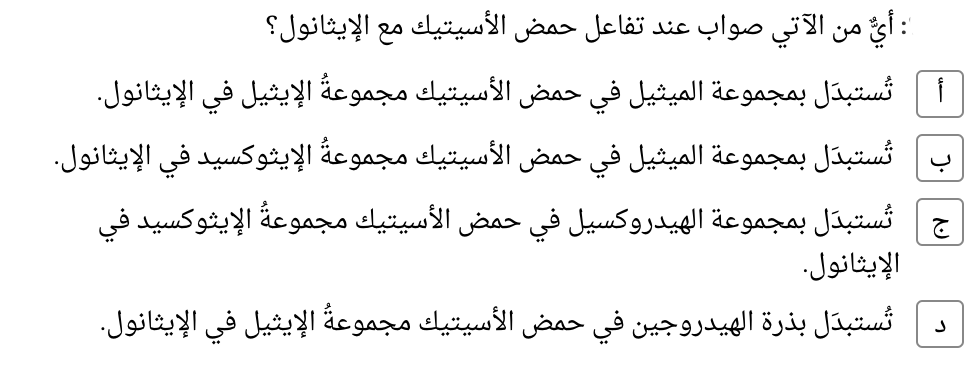 : أيٌّ من الآتي صواب عند تفاعل حمض الأسيتيك مع الإيثانول؟
أ تُستبدَل بمجموعة الميثيل في حمض الأسيتيك مجموعةُ الإيثيل في الإيثانول.
ب تُستبدَل بمجموعة الميثيل في حمض الأسيتيك مجموعةُ الإيثوكسيد في الإيثانول.
ج تُستبدَل بمجموعة الهيدروكسيل في حمض الأسيتيك مجموعةُ الإيثوكسيد في
الإيثانول.
د تُستبدَل بذرة الهيدروجين في حمض الأسيتيك مجموعةُ الإيثيل في الإيثانول.